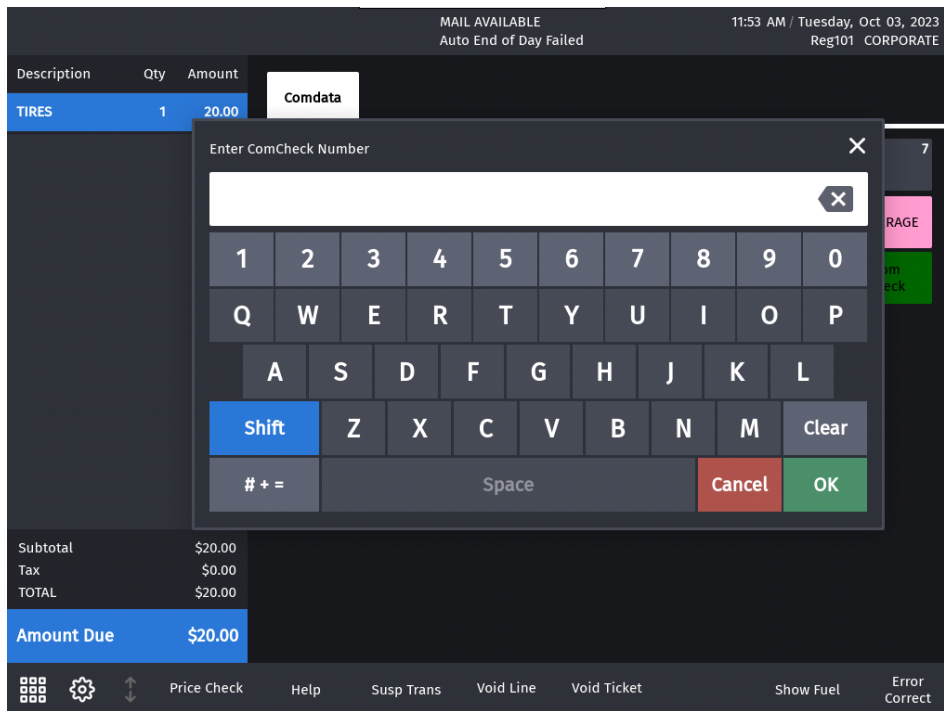 MAIL AVAILABLE
Auto End of Day Failed
11:53 AM / Tuesday, Oct 03, 2023
Reg101 CORPORATE
Description Qty Amount
TIRES 1 20.00
Comdata
7
RAGE
om
eck
Enter ComCheck Number
1 2 3 4 5 6 7 8 9 0
Q W E R T Y U I O P
A S D F G H J K L
Shift Z X C V B N M Clear
# + = Space Cancel OK
Subtotal $20.00
Tax $0.00
TOTAL $20.00
Amount Due $20.00
Price Check Help Susp Trans Void Line Void Ticket Show Fuel Error Correct